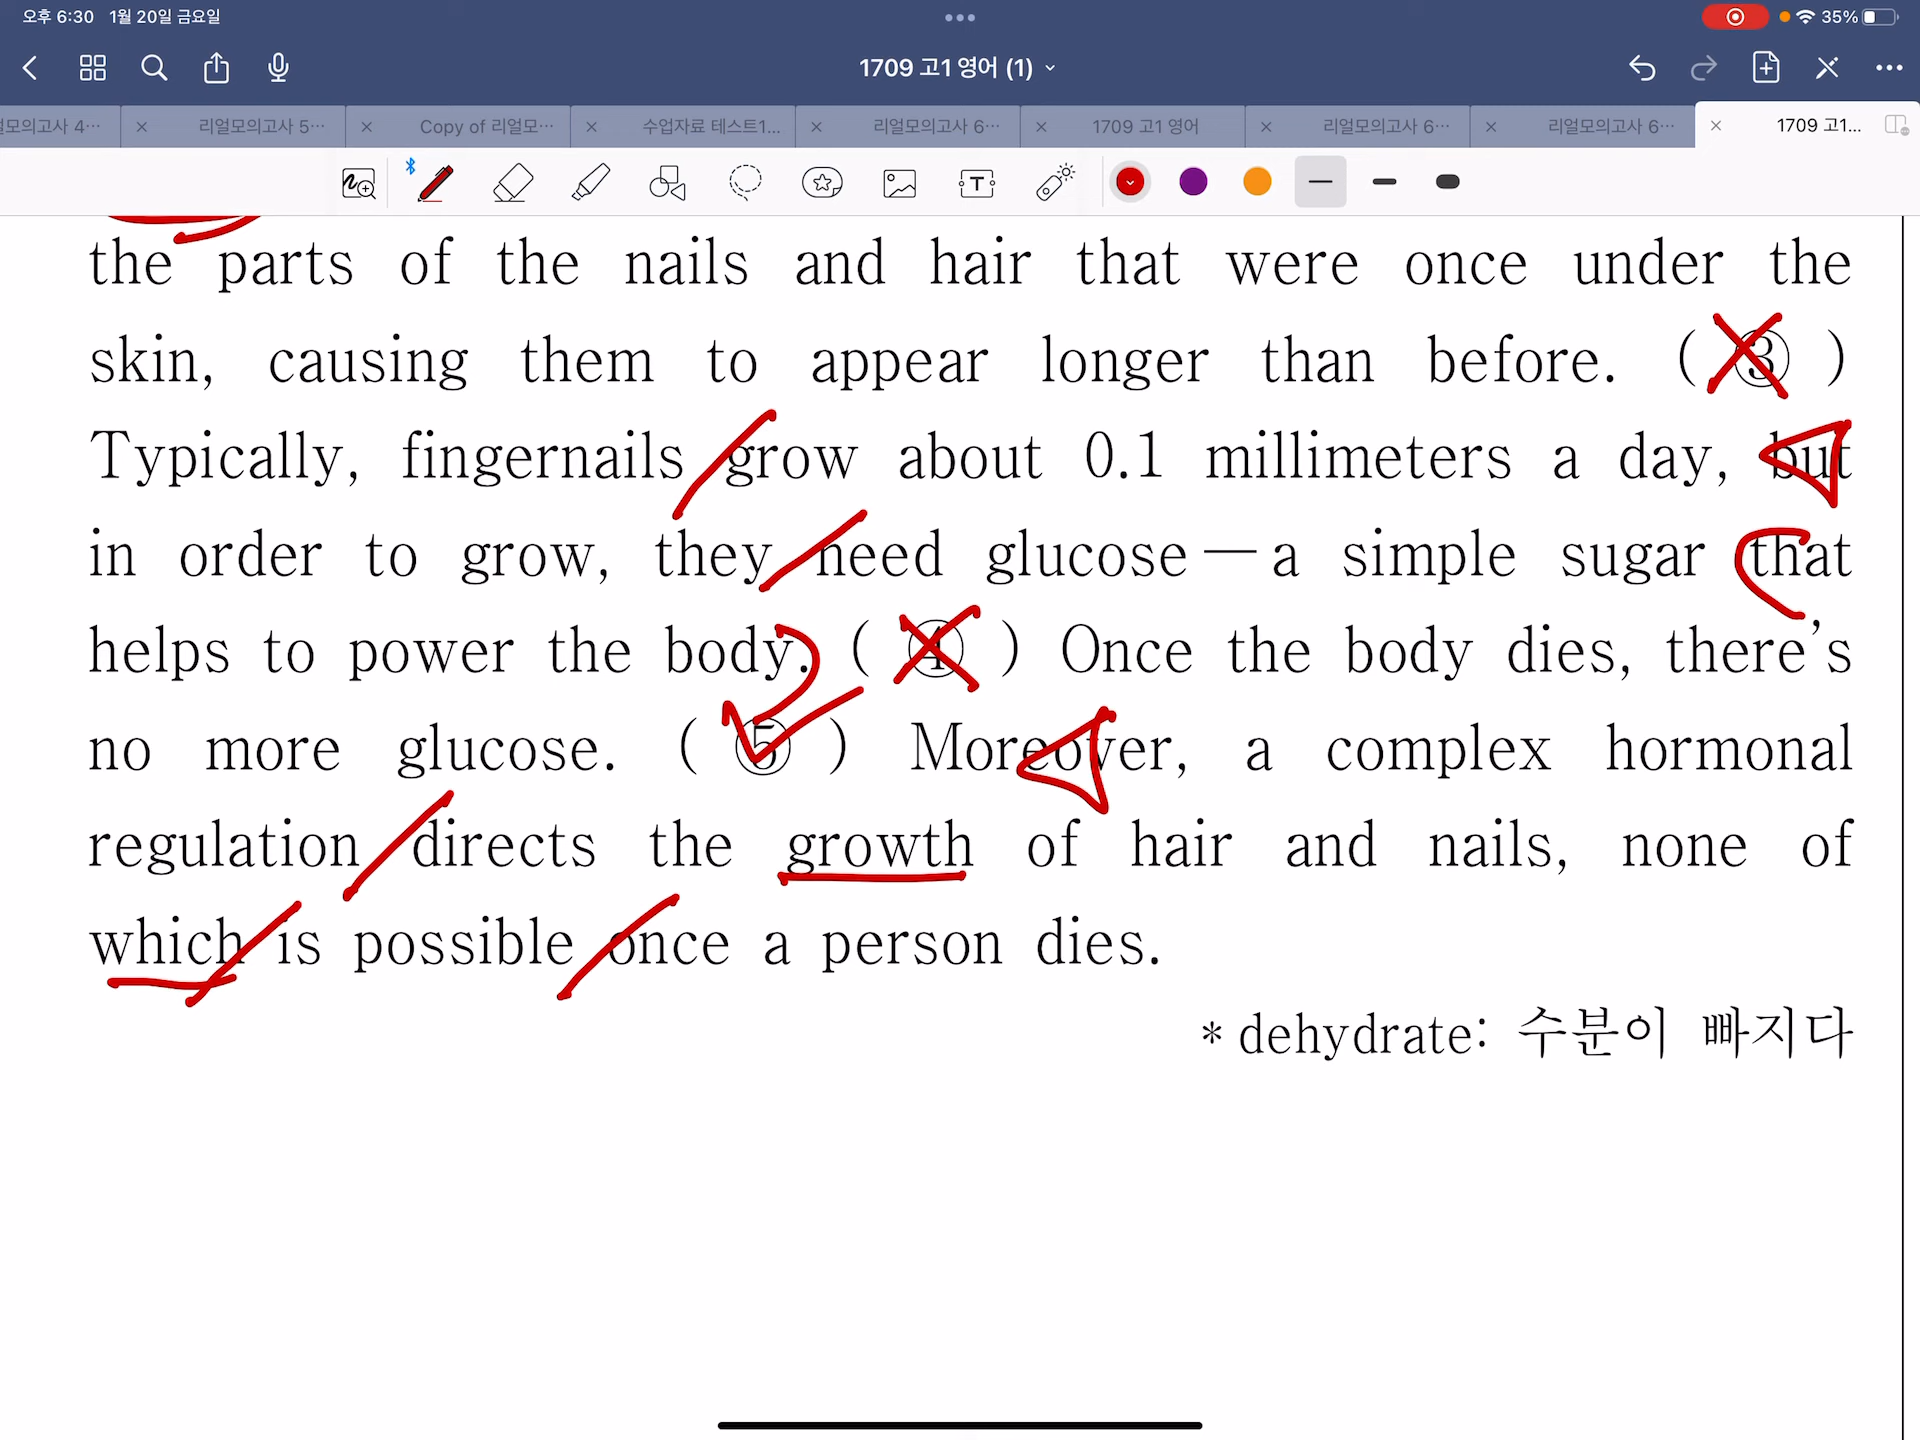 오후 6:30 1월 20일 금요일
35%
1709 고1 영어 (1)
얼모의고사 4…
리얼모의고사 5…
Copy of 리얼모…
수업자료 테스트1...
리얼모의고사 6…
1709 고1 영어
리얼모의고사 6…
리얼모의고사 6…
1709 고1...
the parts of the nails and hair that were once under the
skin, causing them to appear longer than before. ( ③ )
Typically, fingernails grow about 0.1 millimeters a day, but
in order to grow, they need glucose — a simple sugar that
helps to power the body. ( ④ ) Once the body dies, there's
no more glucose. ( ⑤ ) Moreover, a complex hormonal
regulation directs the growth of hair and nails, none of
which is possible once a person dies.
* dehydrate: 수분이 빠지다